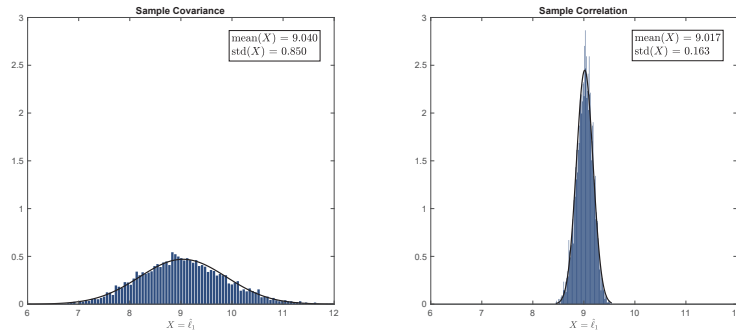 Sample Covariance
3
2.5
2
1.5
1
0.5
0
6 7 8 9 10 11 12
mean(X) = 9.040
std(X) = 0.850
X = ℓ̂₁
Sample Correlation
3
2.5
2
1.5
1
0.5
0
6 7 8 9 10 11 12
mean(X) = 9.017
std(X) = 0.163
X = ℓ̂₁